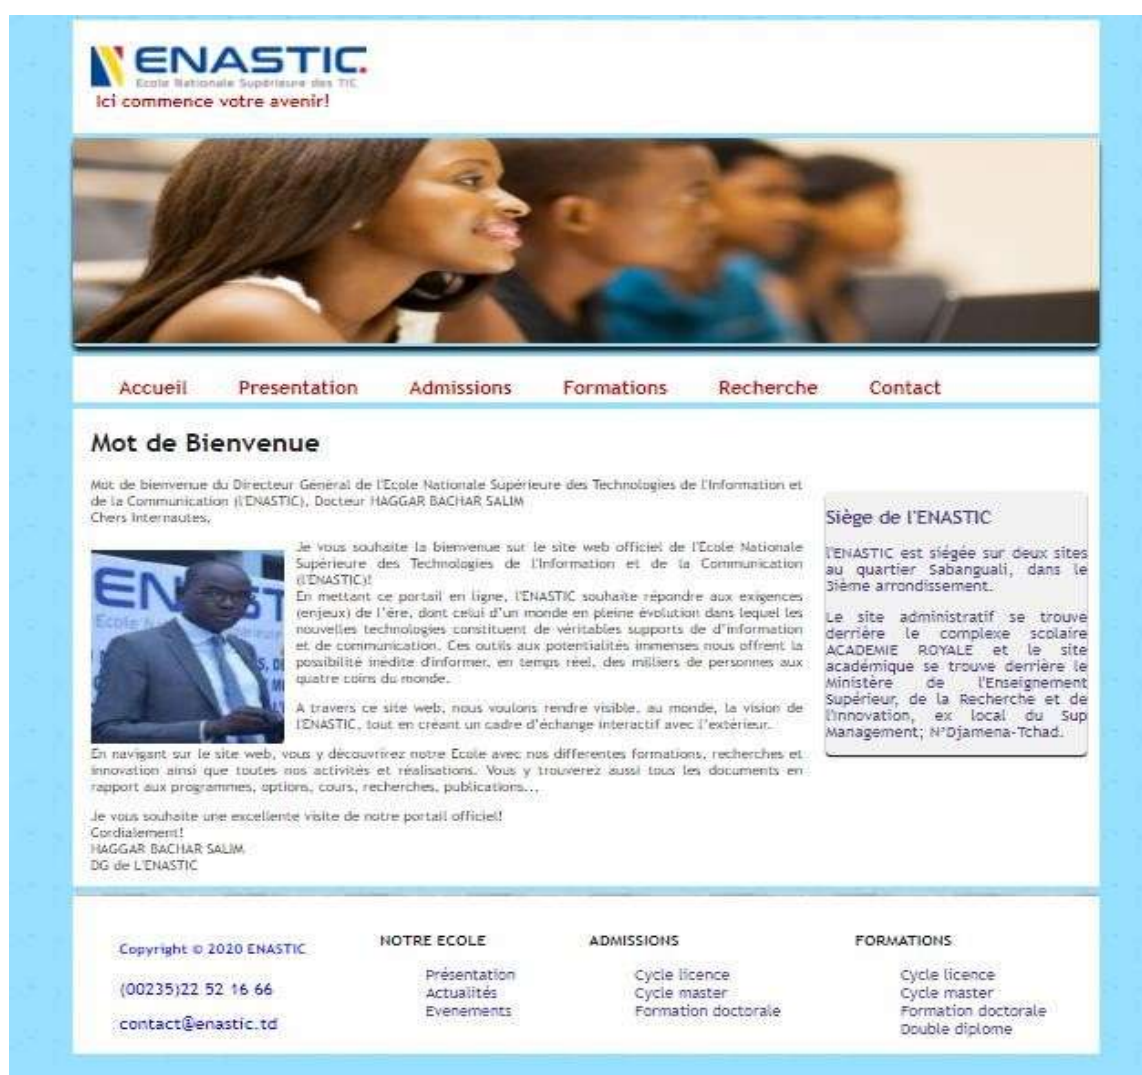 ENASTIC.
Ecole Nationale Supérieure des TIC
Ici commence votre avenir!
Accueil Presentation Admissions Formations Recherche Contact
Mot de Bienvenue
Mot de bienvenue du Directeur Général de l'Ecole Nationale Supérieure des Technologies de l'Information et
de la Communication (l'ENASTIC), Docteur HAGGAR BACHAR SALIM
Chers Internautes,
Je vous souhaite la bienvenue sur le site web officiel de l'Ecole Nationale
Supérieure des Technologies de l'Information et de la Communication
(l'ENASTIC)!
En mettant ce portail en ligne, l'ENASTIC souhaite répondre aux exigences
(enjeux) de l'ère, dont celui d'un monde en pleine évolution dans lequel les
nouvelles technologies constituent de véritables supports de d'information
et de communication. Ces outils aux potentialités immenses nous offrent la
possibilité inédite d'informer, en temps réel, des milliers de personnes aux
quatre coins du monde.
A travers ce site web, nous voulons rendre visible, au monde, la vision de
l'ENASTIC, tout en créant un cadre d'échange interactif avec l'extérieur.
En navigant sur le site web, vous y découvrirez notre Ecole avec nos differentes formations, recherches et
innovation ainsi que toutes nos activités et réalisations. Vous y trouverez aussi tous les documents en
rapport aux programmes, options, cours, recherches, publications...
Je vous souhaite une excellente visite de notre portail officiel!
Cordialement!
HAGGAR BACHAR SALIM
DG de L'ENASTIC
Siège de l'ENASTIC
l'ENASTIC est siégée sur deux sites
au quartier Sabanguali, dans le
3ième arrondissement.
Le site administratif se trouve
derrière le complexe scolaire
ACADEMIE ROYALE et le site
académique se trouve derrière le
Ministère de l'Enseignement
Supérieur, de la Recherche et de
l'innovation, ex local du Sup
Management; N'Djamena-Tchad.
Copyright © 2020 ENASTIC
(00235)22 52 16 66
contact@enastic.td
NOTRE ECOLE
Présentation
Actualités
Evenements
ADMISSIONS
Cycle licence
Cycle master
Formation doctorale
FORMATIONS
Cycle licence
Cycle master
Formation doctorale
Double diplome